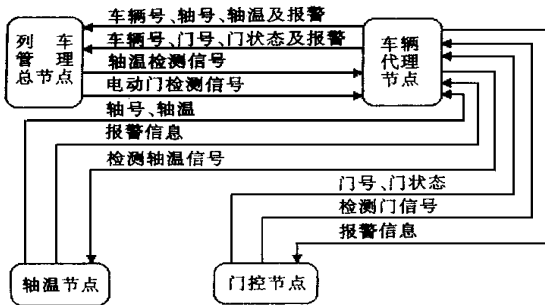 车辆号、轴号、轴温及报警
车辆号、门号、门状态及报警
列 车
管 理
总节点
车辆
代理
节点
轴温检测信号
电动门检测信号
轴号、轴温
报警信息
检测轴温信号
门号、门状态
检测门信号
报警信息
轴温节点
门控节点